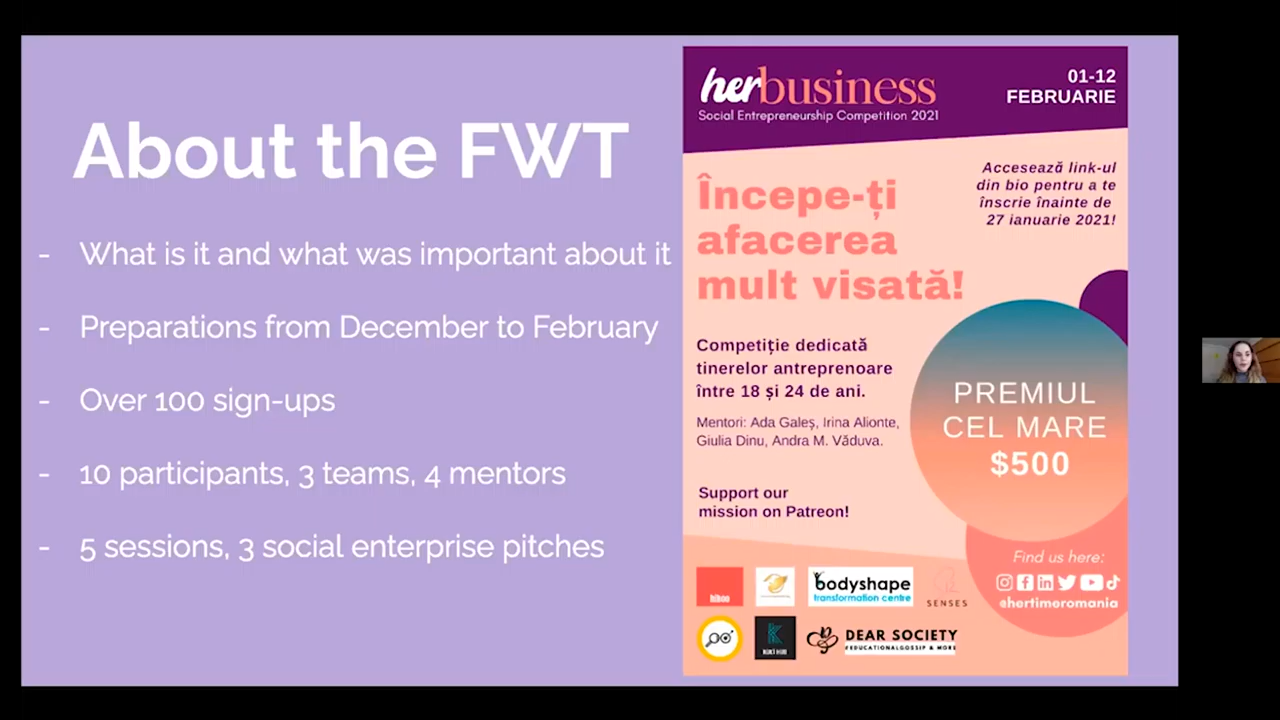 About the FWT
- What is it and what was important about it
- Preparations from December to February
- Over 100 sign-ups
- 10 participants, 3 teams, 4 mentors
- 5 sessions, 3 social enterprise pitches
herbusiness
Social Entrepreneurship Competition 2021
01-12
FEBRUARIE
Accesează link-ul
din bio pentru a te
înscrie înainte de
27 ianuarie 2021!
Începe-ți
afacerea
mult visată!
Competiție dedicată
tinerelor antreprenoare
între 18 și 24 de ani.
Mentori: Ada Galeș, Irina Alionte,
Giulia Dinu, Andra M. Văduva.
PREMIUL
CEL MARE
$500
Support our
mission on Patreon!
Find us here:
@hertimeromania
bodyshape
transformation centre
SENSES
DEAR SOCIETY
#EDUCATIONALGOSSIP & MORE